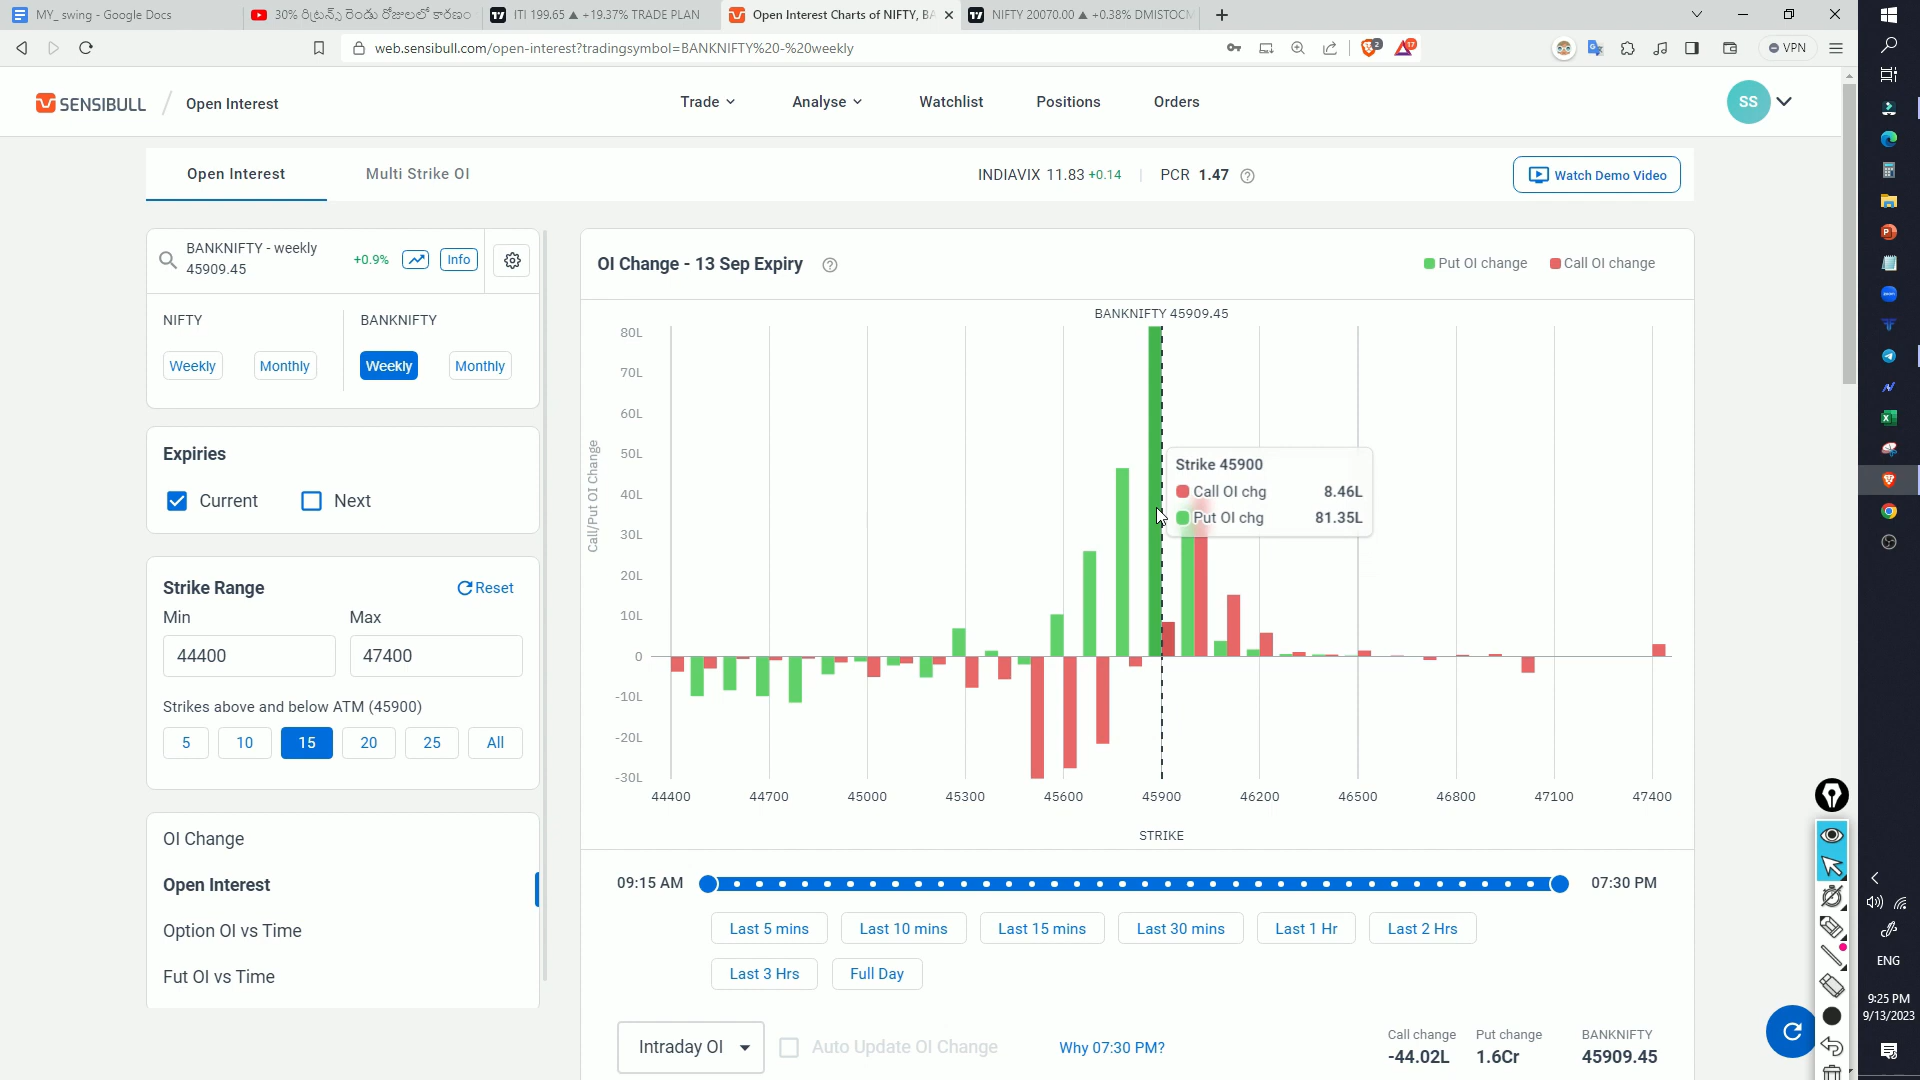 MY_ swing - Google Docs
30% రిటర్న్స్ రెండు రోజులలో కారణం
ITI 199.65 ▲ +19.37% TRADE PLAN
Open Interest Charts of NIFTY, BA
NIFTY 20070.00 ▲ +0.38% DMISTOCK
web.sensibull.com/open-interest?tradingsymbol=BANKNIFTY%20-%20weekly
2
17
VPN
SENSIBULL
Open Interest
Trade
Analyse
Watchlist
Positions
Orders
SS
Open Interest
Multi Strike OI
INDIAVIX 11.83 +0.14
PCR 1.47
Watch Demo Video
BANKNIFTY - weekly
45909.45
+0.9%
Info
NIFTY
BANKNIFTY
Weekly
Monthly
Weekly
Monthly
Expiries
Current
Next
Strike Range
Reset
Min
Max
44400
47400
Strikes above and below ATM (45900)
5
10
15
20
25
All
OI Change
Open Interest
Option OI vs Time
Fut OI vs Time
OI Change - 13 Sep Expiry
Put OI change
Call OI change
BANKNIFTY 45909.45
80L
70L
60L
50L
40L
30L
20L
10L
0
-10L
-20L
-30L
Call/Put OI Change
Strike 45900
Call OI chg 8.46L
Put OI chg 81.35L
44400
44700
45000
45300
45600
45900
46200
46500
46800
47100
47400
STRIKE
09:15 AM
07:30 PM
Last 5 mins
Last 10 mins
Last 15 mins
Last 30 mins
Last 1 Hr
Last 2 Hrs
Last 3 Hrs
Full Day
Intraday OI
Auto Update OI Change
Why 07:30 PM?
Call change
-44.02L
Put change
1.6Cr
BANKNIFTY
45909.45
ENG
9:25 PM
9/13/2023